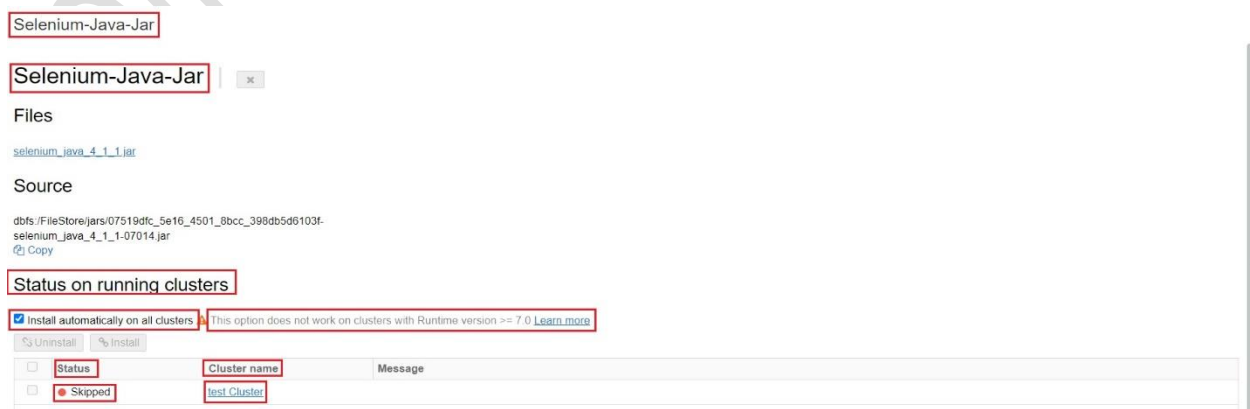 Selenium-Java-Jar
Selenium-Java-Jar
Files
selenium_java_4_1_1.jar
Source
dbfs:/FileStore/jars/07519dfc_5e16_4501_8bcc_398db5d6103f-
selenium_java_4_1_1-07014.jar
Copy
Status on running clusters
Install automatically on all clusters This option does not work on clusters with Runtime version >= 7.0 Learn more
Uninstall Install
Status Cluster name Message
Skipped test Cluster